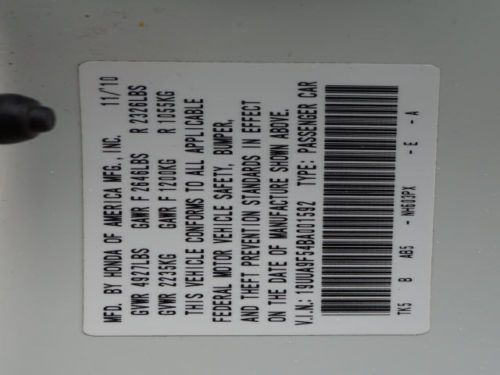 MFD. BY HONDA OF AMERICA MFG., INC. 11/10
GVWR 4927LBS GAWR F 2646LBS R 2326LBS
GVWR 2235KG GAWR F 1200KG R 1055KG
THIS VEHICLE CONFORMS TO ALL APPLICABLE
FEDERAL MOTOR VEHICLE SAFETY, BUMPER,
AND THEFT PREVENTION STANDARDS IN EFFECT
ON THE DATE OF MANUFACTURE SHOWN ABOVE.
V.I.N.: 19UUA9F54BA001592 TYPE: PASSENGER CAR
TK5 B AB5 - NH603PX - E - A